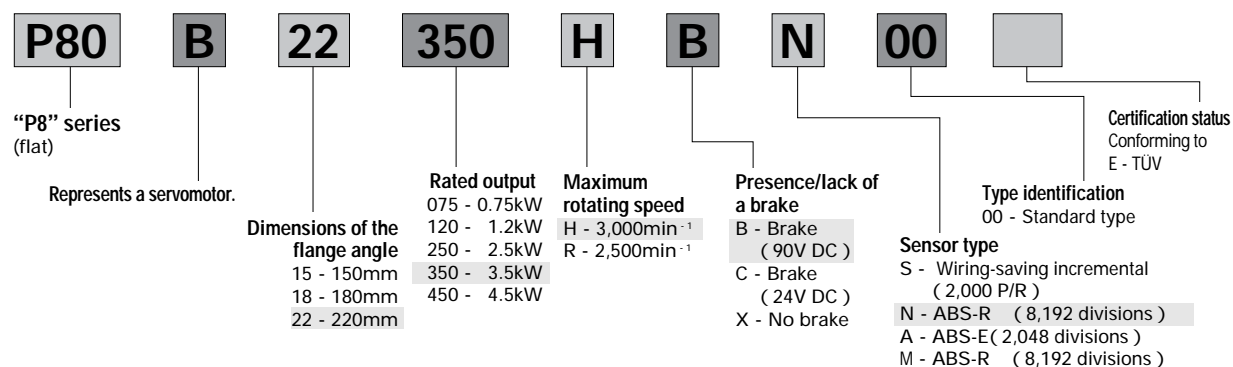 P80 B 22 350 H B N 00
“P8” series
(flat)
Represents a servomotor.
Dimensions of the
flange angle
15 - 150mm
18 - 180mm
22 - 220mm
Rated output
075 - 0.75kW
120 - 1.2kW
250 - 2.5kW
350 - 3.5kW
450 - 4.5kW
Maximum
rotating speed
H - 3,000min⁻¹
R - 2,500min⁻¹
Presence/lack of
a brake
B - Brake
( 90V DC )
C - Brake
( 24V DC )
X - No brake
Sensor type
S - Wiring-saving incremental
( 2,000 P/R )
N - ABS-R ( 8,192 divisions )
A - ABS-E( 2,048 divisions )
M - ABS-R ( 8,192 divisions )
Type identification
00 - Standard type
Certification status
Conforming to
E - TÜV